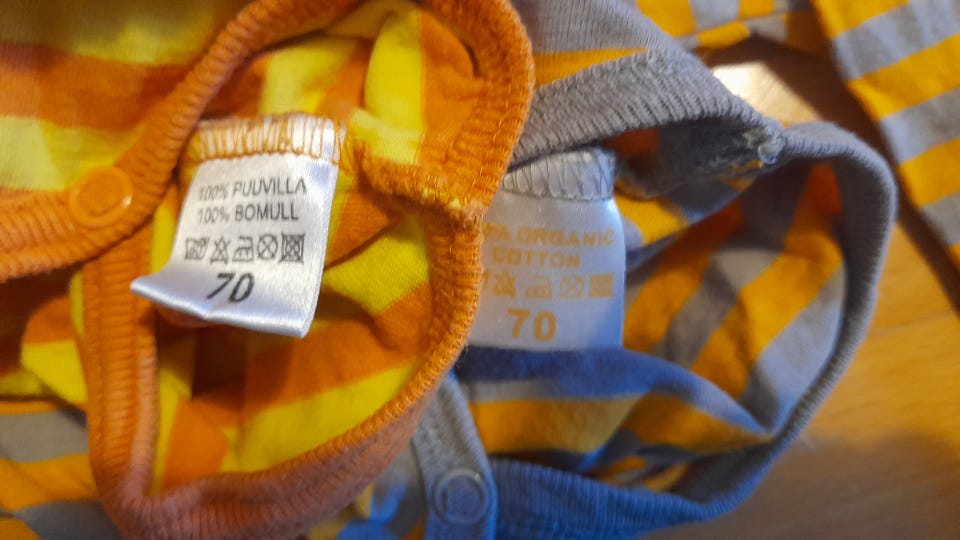 100% PUUVILLA
100% BOMULL
70
% ORGANIC
COTTON
70